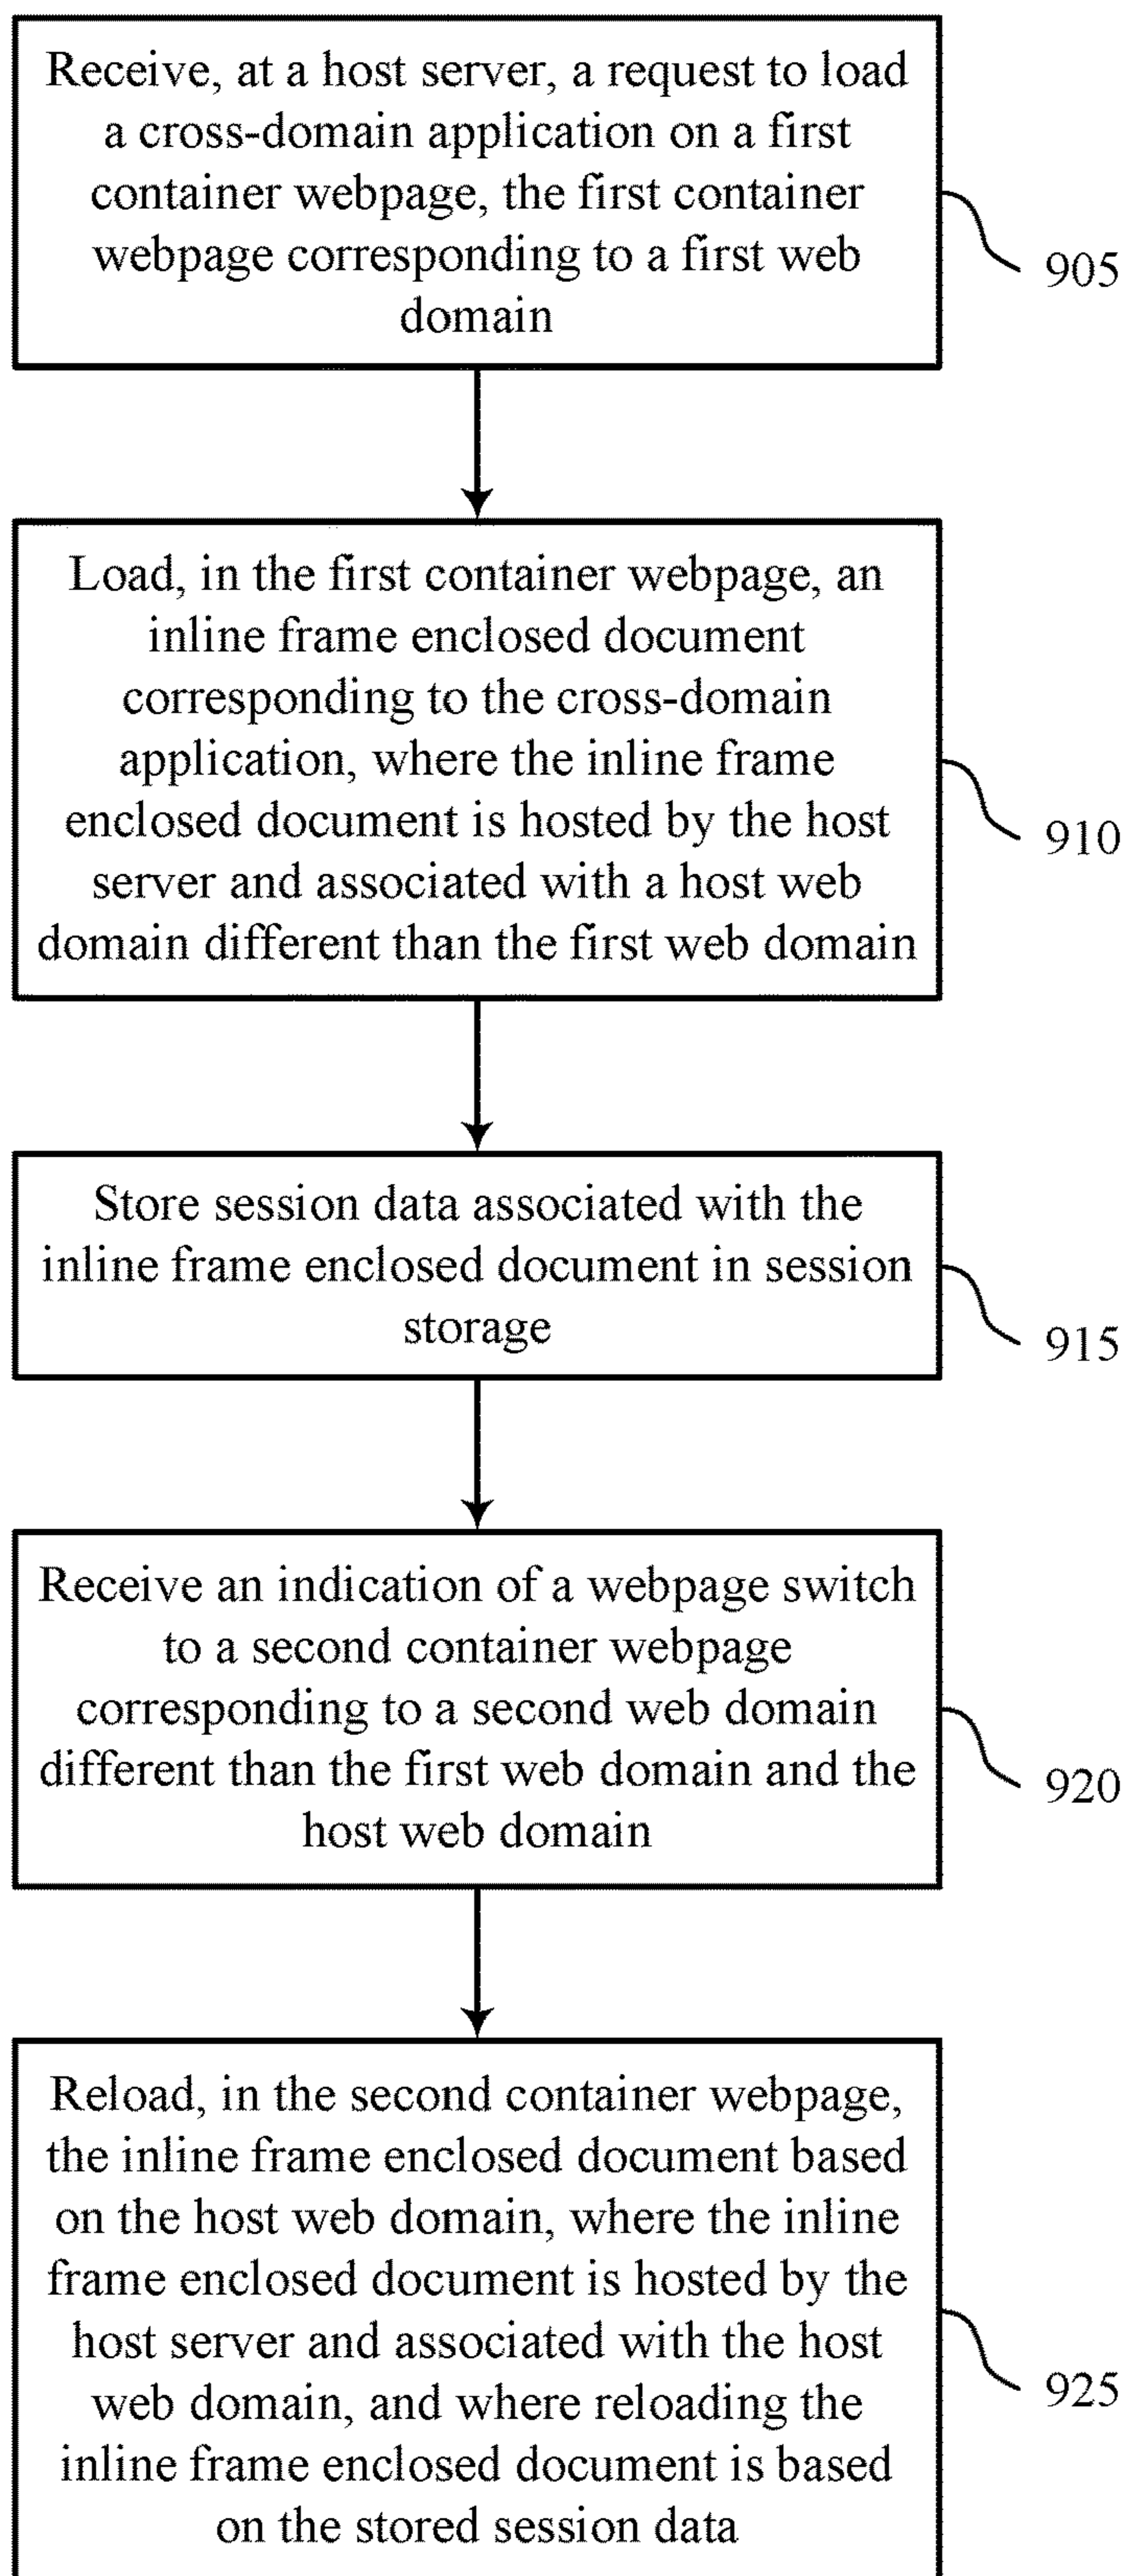 Receive, at a host server, a request to load
a cross-domain application on a first
container webpage, the first container
webpage corresponding to a first web
domain
905
Load, in the first container webpage, an
inline frame enclosed document
corresponding to the cross-domain
application, where the inline frame
enclosed document is hosted by the host
server and associated with a host web
domain different than the first web domain
910
Store session data associated with the
inline frame enclosed document in session
storage
915
Receive an indication of a webpage switch
to a second container webpage
corresponding to a second web domain
different than the first web domain and the
host web domain
920
Reload, in the second container webpage,
the inline frame enclosed document based
on the host web domain, where the inline
frame enclosed document is hosted by the
host server and associated with the host
web domain, and where reloading the
inline frame enclosed document is based
on the stored session data
925